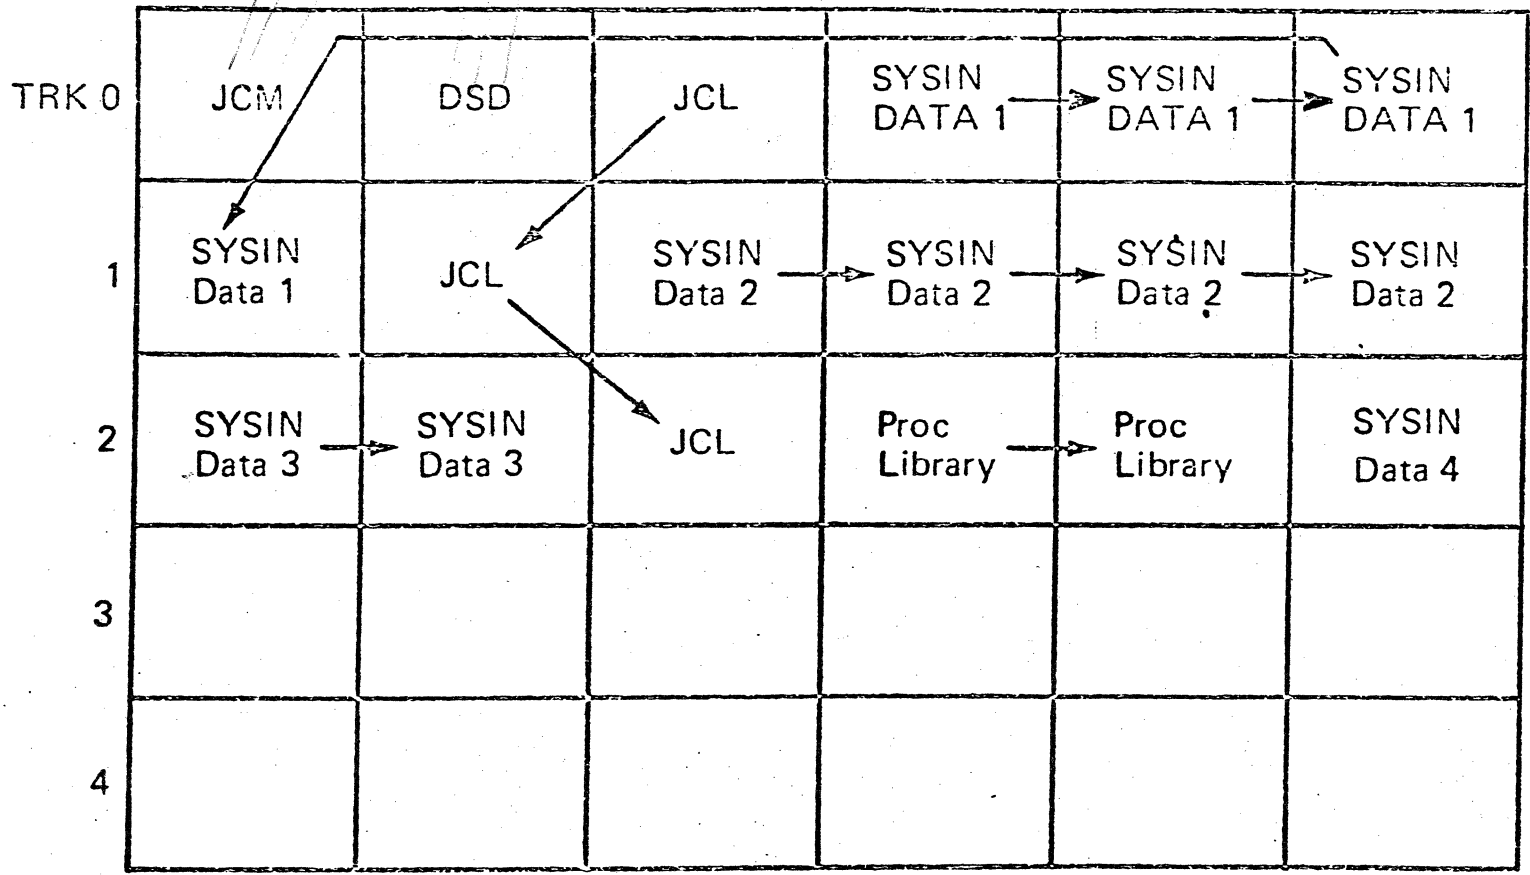 TRK 0
JCM
DSD
JCL
SYSIN
DATA 1
SYSIN
DATA 1
SYSIN
DATA 1
1
SYSIN
Data 1
JCL
SYSIN
Data 2
SYSIN
Data 2
SYSIN
Data 2
SYSIN
Data 2
2
SYSIN
Data 3
SYSIN
Data 3
JCL
Proc
Library
Proc
Library
SYSIN
Data 4
3
4